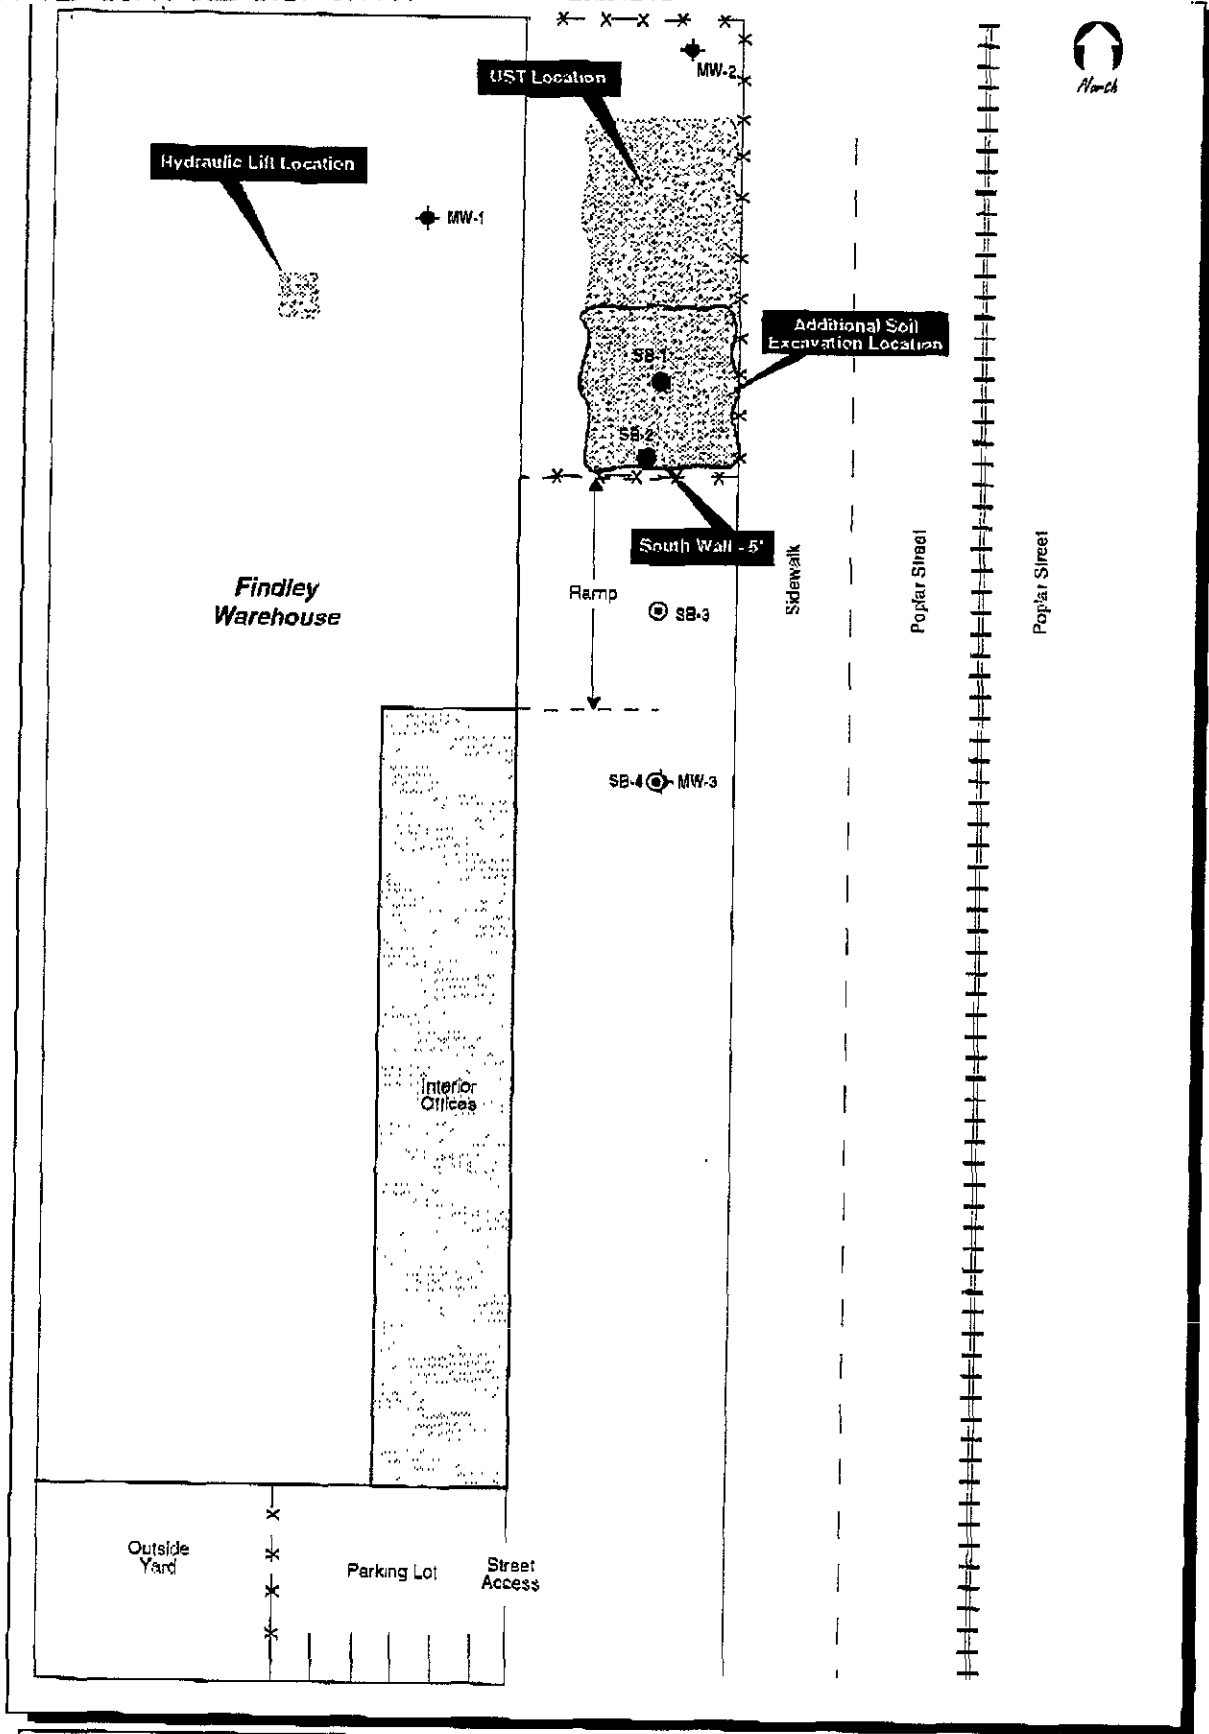 North
UST Location
MW-2
Hydraulic Lift Location
MW-1
Additional Soil
Excavation Location
SB-1
SB-2
South Wall - 5'
Findley
Warehouse
Ramp
SB-3
Sidewalk
Poplar Street
Poplar Street
SB-4
MW-3
Interior
Offices
Outside
Yard
Parking Lot
Street
Access